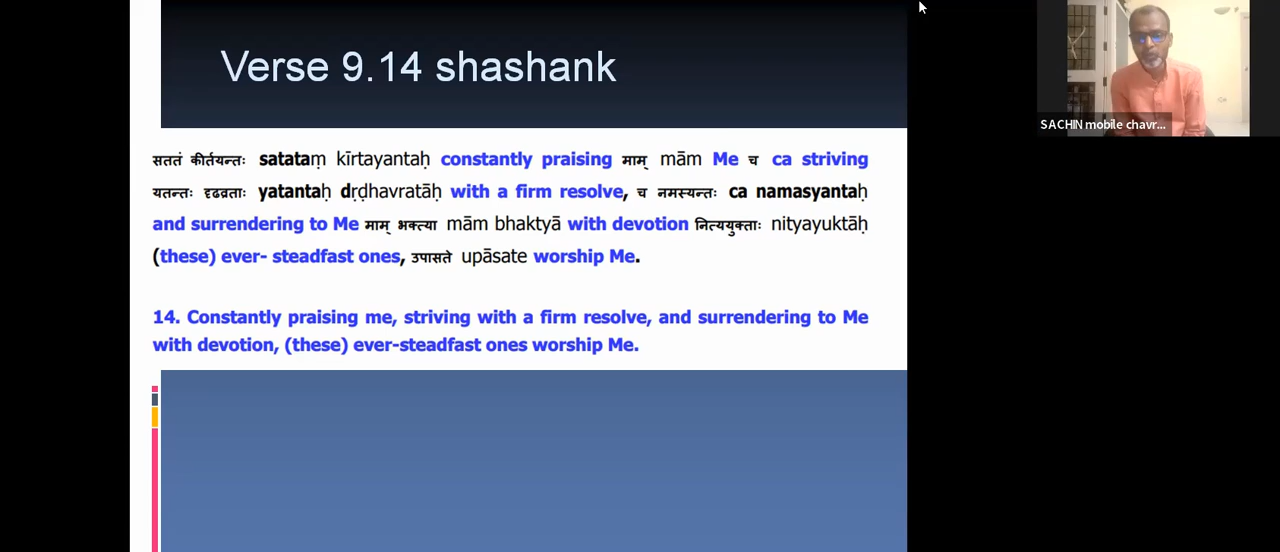 Verse 9.14 shashank
SACHIN mobile chavr...
सततं कीर्तयन्तः satataṃ kīrtayantaḥ constantly praising माम् mām Me च ca striving
यतन्तः दृढव्रताः yatantaḥ dṛḍhavratāḥ with a firm resolve, च नमस्यन्तः ca namasyantaḥ
and surrendering to Me माम् भक्त्या mām bhaktyā with devotion नित्ययुक्ताः nityayuktāḥ
(these) ever- steadfast ones, उपासते upāsate worship Me.
14. Constantly praising me, striving with a firm resolve, and surrendering to Me
with devotion, (these) ever-steadfast ones worship Me.